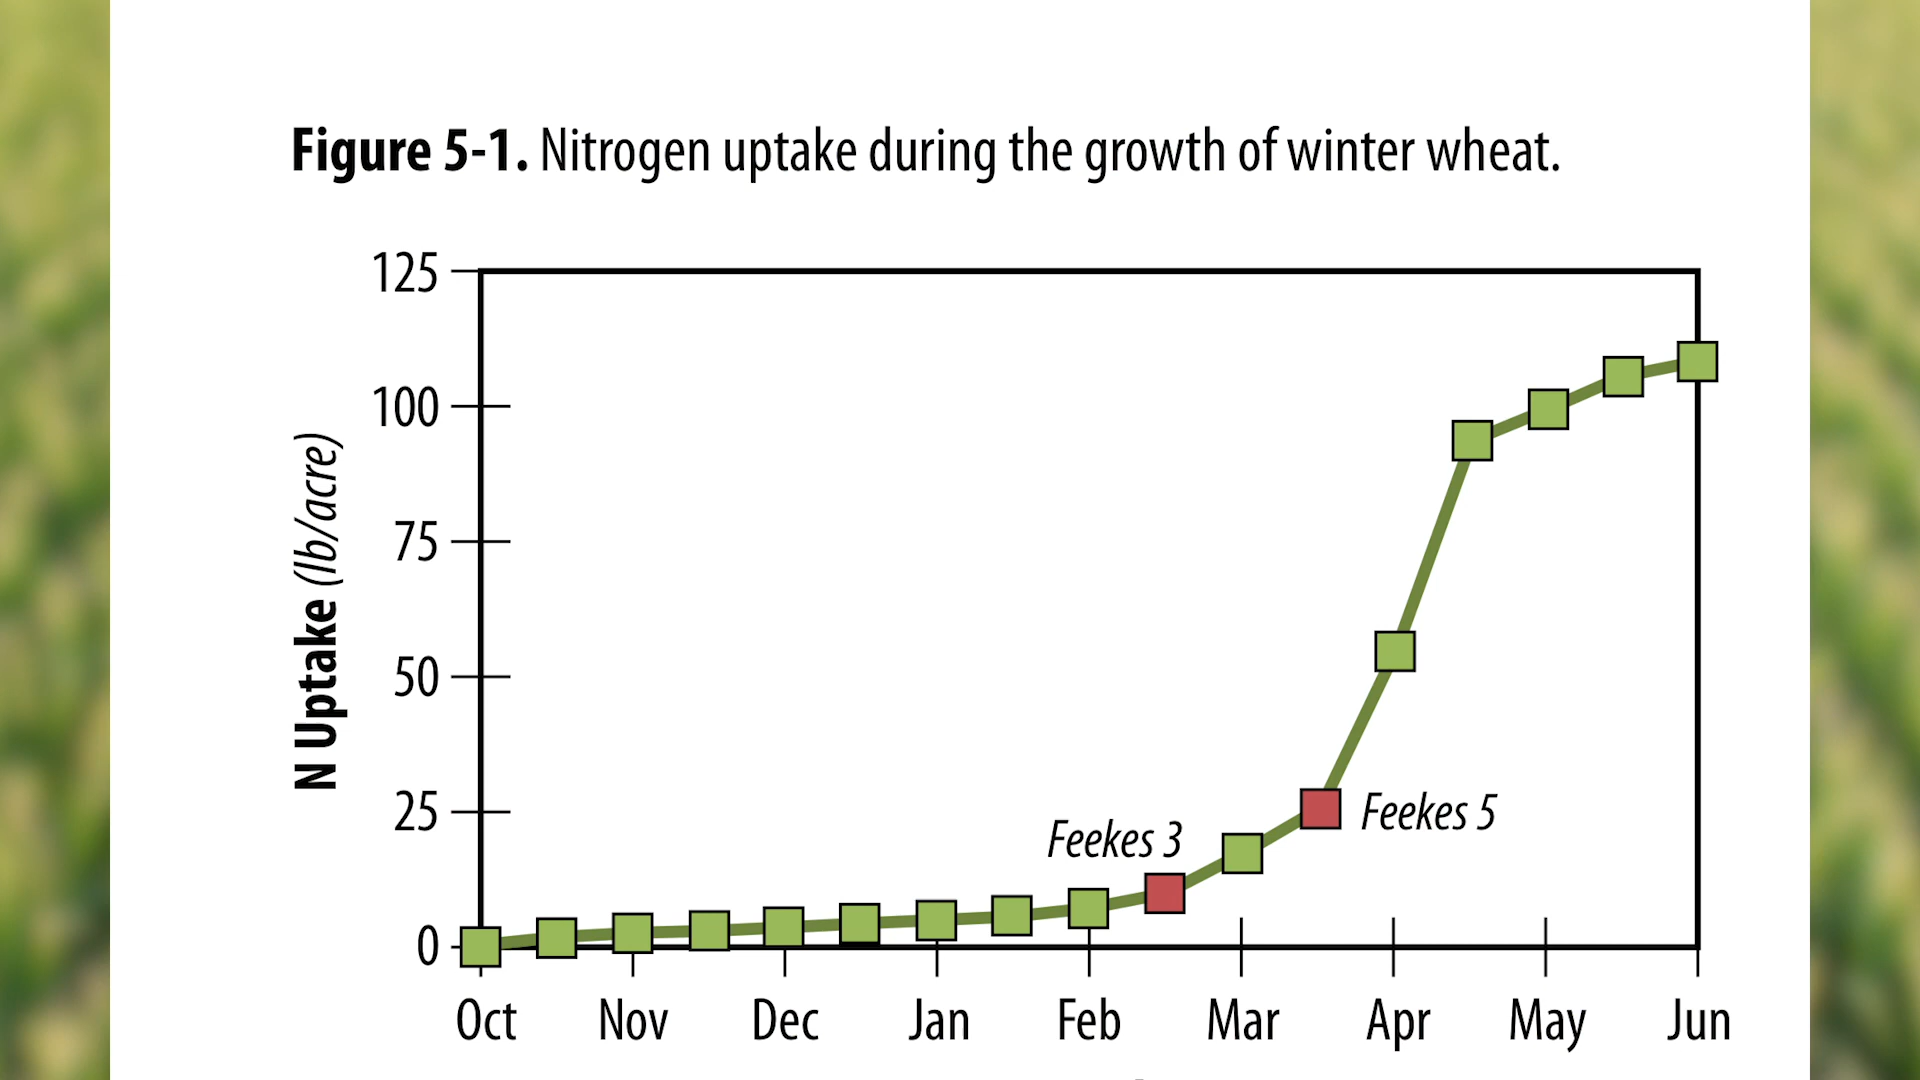 Figure 5-1. Nitrogen uptake during the growth of winter wheat.
125
100
75
50
25
0
N Uptake (lb/acre)
Feekes 3
Feekes 5
Oct Nov Dec Jan Feb Mar Apr May Jun